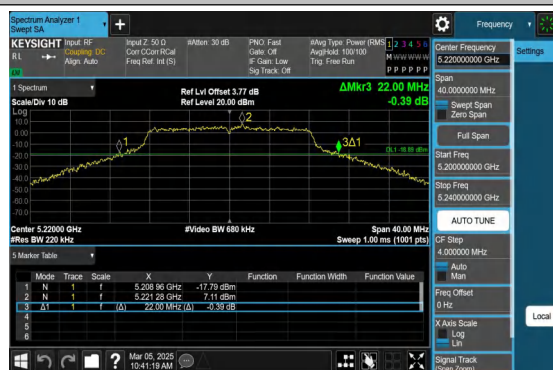 Spectrum Analyzer 1
Swept SA
Frequency
Settings
KEYSIGHT
RL
Input: RF
Coupling: DC
Align: Auto
Input Z: 50 Ω
Corr CCorr RCal
Freq Ref: Int (S)
#Atten: 30 dB
PNO: Fast
Gate: Off
IF Gain: Low
Sig Track: Off
#Avg Type: Power (RMS
Avg|Hold: 100/100
Trig: Free Run
1 2 3 4 5 6
M W W W W W
P P P P P P
1 Spectrum
Scale/Div 10 dB
Log
Ref Lvl Offset 3.77 dB
Ref Level 20.00 dBm
ΔMkr3 22.00 MHz
-0.39 dB
10.0
0.00
-10.0
-20.0
-30.0
-40.0
-50.0
-60.0
-70.0
1
2
3Δ1
Center 5.22000 GHz
#Res BW 220 kHz
#Video BW 680 kHz
Span 40.00 MHz
Sweep 1.00 ms (1001 pts)
5 Marker Table
Mode Trace Scale X Y Function Function Width Function Value
1 N 1 f 5.208 96 GHz -17.79 dBm
2 N 1 f 5.221 28 GHz 7.11 dBm
3 Δ1 1 f (Δ) 22.00 MHz (Δ) -0.39 dB
4
5
6
Mar 05, 2025
10:41:19 AM
Center Frequency
5.220000000 GHz
Span
40.0000000 MHz
Swept Span
Zero Span
Full Span
Start Freq
5.200000000 GHz
Stop Freq
5.240000000 GHz
AUTO TUNE
CF Step
4.000000 MHz
Auto
Man
Freq Offset
0 Hz
X Axis Scale
Log
Lin
Signal Track
(Span Zoom)
Local